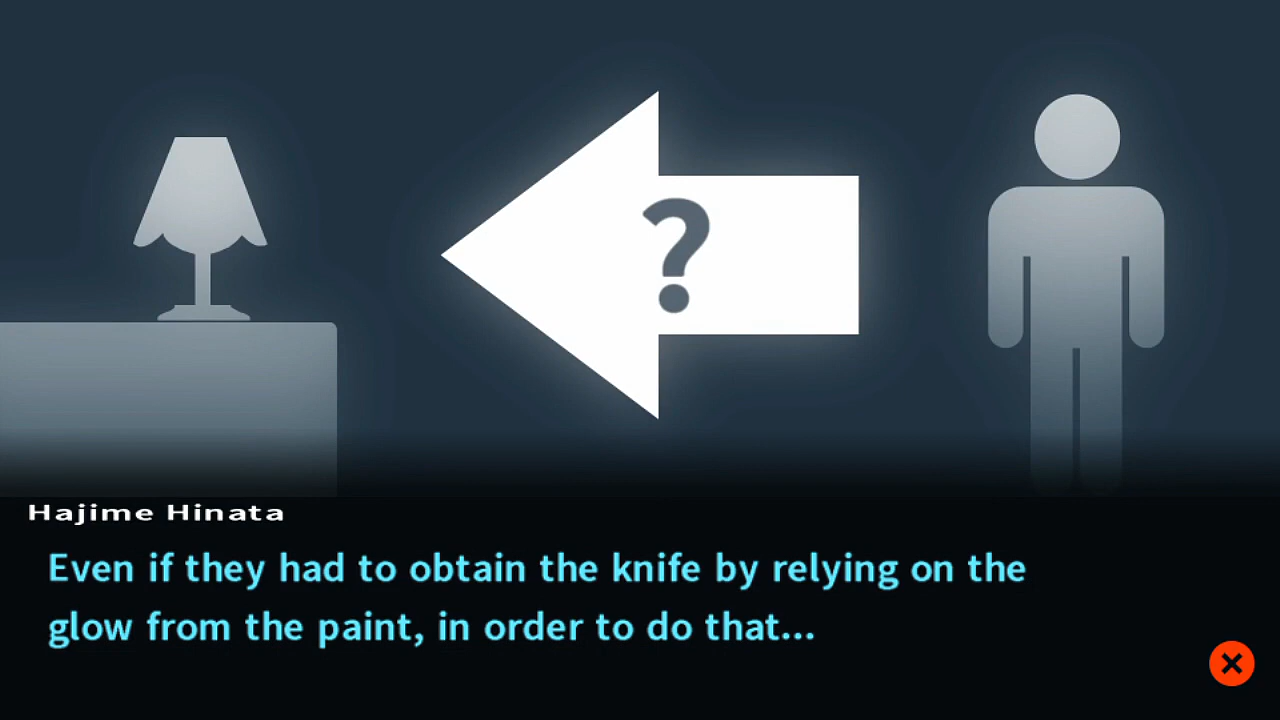 ?
Hajime Hinata
Even if they had to obtain the knife by relying on the
glow from the paint, in order to do that...